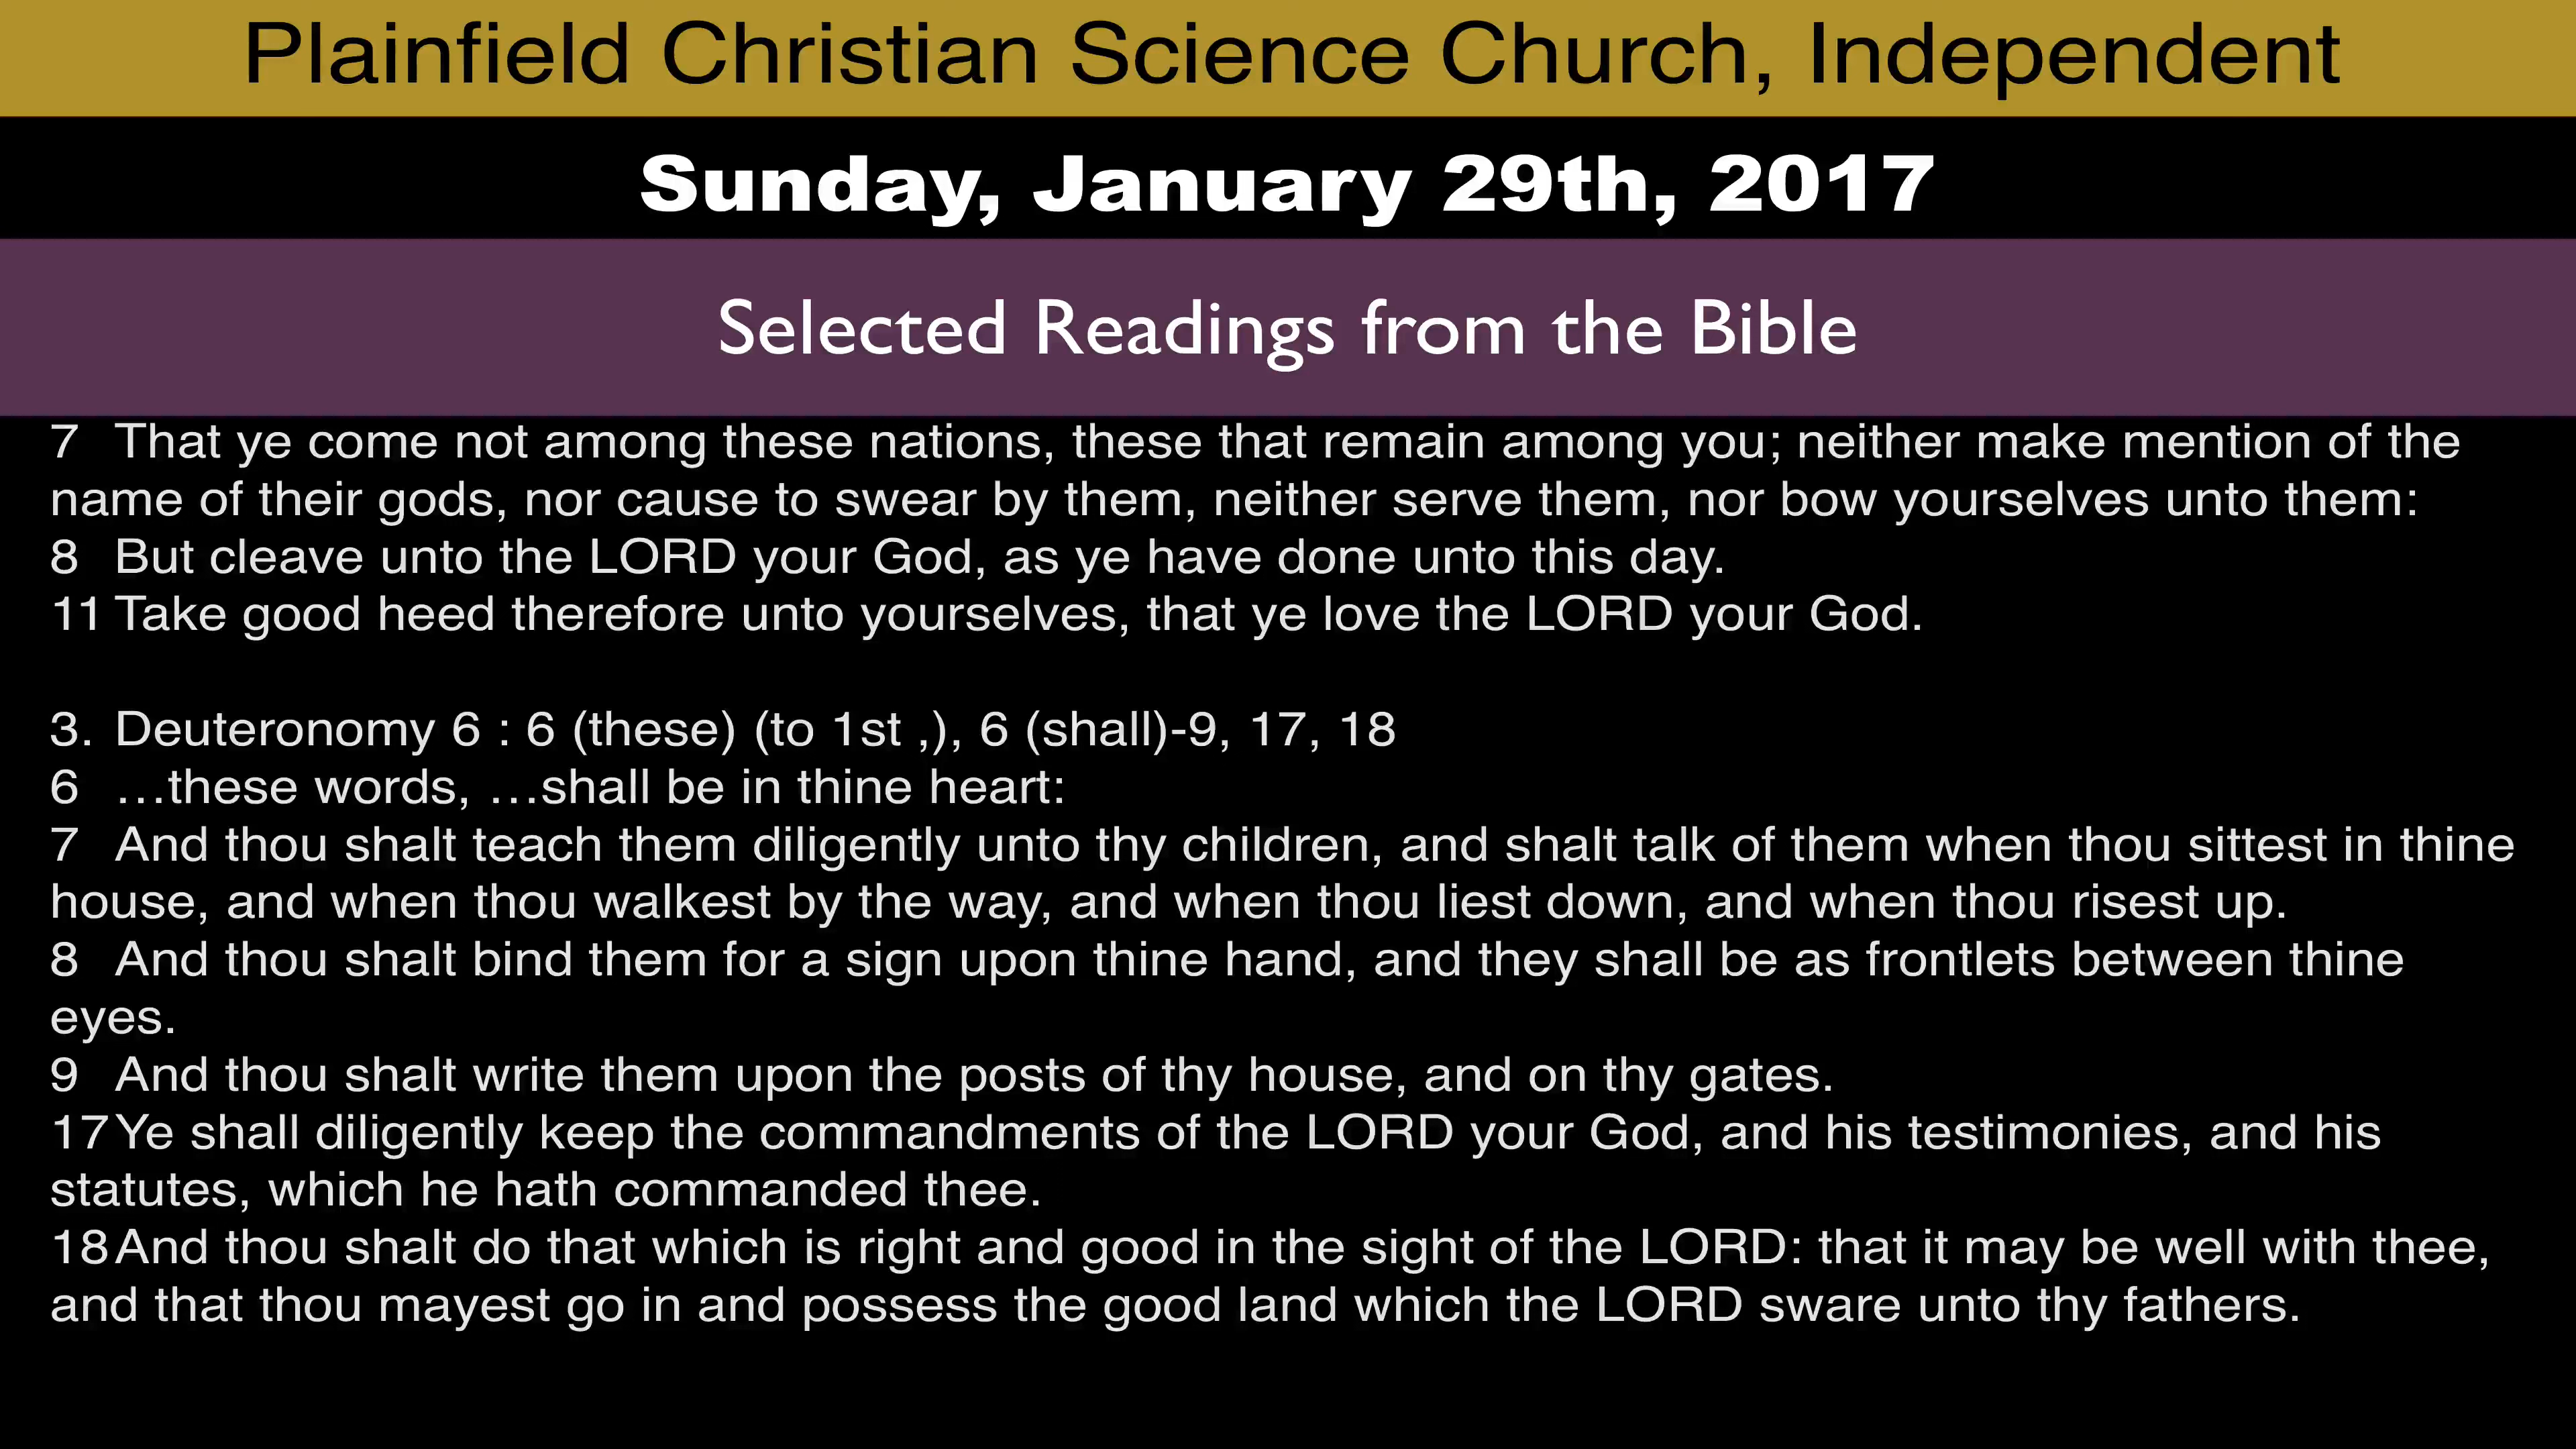 Plainfield Christian Science Church, Independent
Sunday, January 29th, 2017
Selected Readings from the Bible
7 That ye come not among these nations, these that remain among you; neither make mention of the
name of their gods, nor cause to swear by them, neither serve them, nor bow yourselves unto them:
8 But cleave unto the LORD your God, as ye have done unto this day.
11 Take good heed therefore unto yourselves, that ye love the LORD your God.
3. Deuteronomy 6 : 6 (these) (to 1st ,), 6 (shall)-9, 17, 18
6 …these words, …shall be in thine heart:
7 And thou shalt teach them diligently unto thy children, and shalt talk of them when thou sittest in thine
house, and when thou walkest by the way, and when thou liest down, and when thou risest up.
8 And thou shalt bind them for a sign upon thine hand, and they shall be as frontlets between thine
eyes.
9 And thou shalt write them upon the posts of thy house, and on thy gates.
17 Ye shall diligently keep the commandments of the LORD your God, and his testimonies, and his
statutes, which he hath commanded thee.
18 And thou shalt do that which is right and good in the sight of the LORD: that it may be well with thee,
and that thou mayest go in and possess the good land which the LORD sware unto thy fathers.